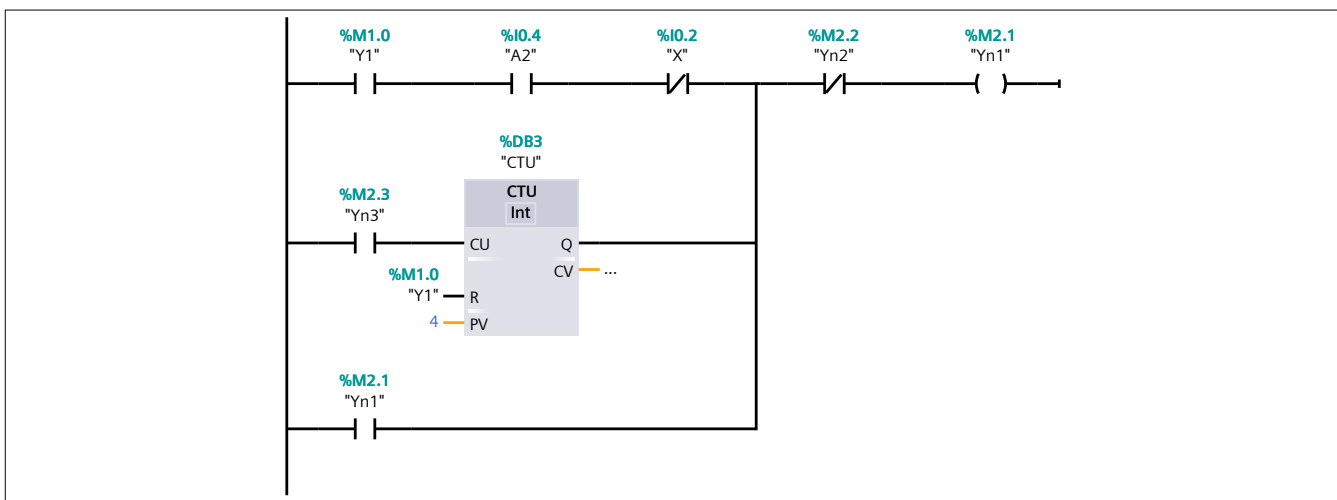 %M1.0 %I0.4 %I0.2 %M2.2 %M2.1
"Y1" "A2" "X" "Yn2" "Yn1"
%DB3
"CTU"
CTU
Int
%M2.3
"Yn3"
CU Q
CV ...
%M1.0
"Y1" R
4 PV
%M2.1
"Yn1"